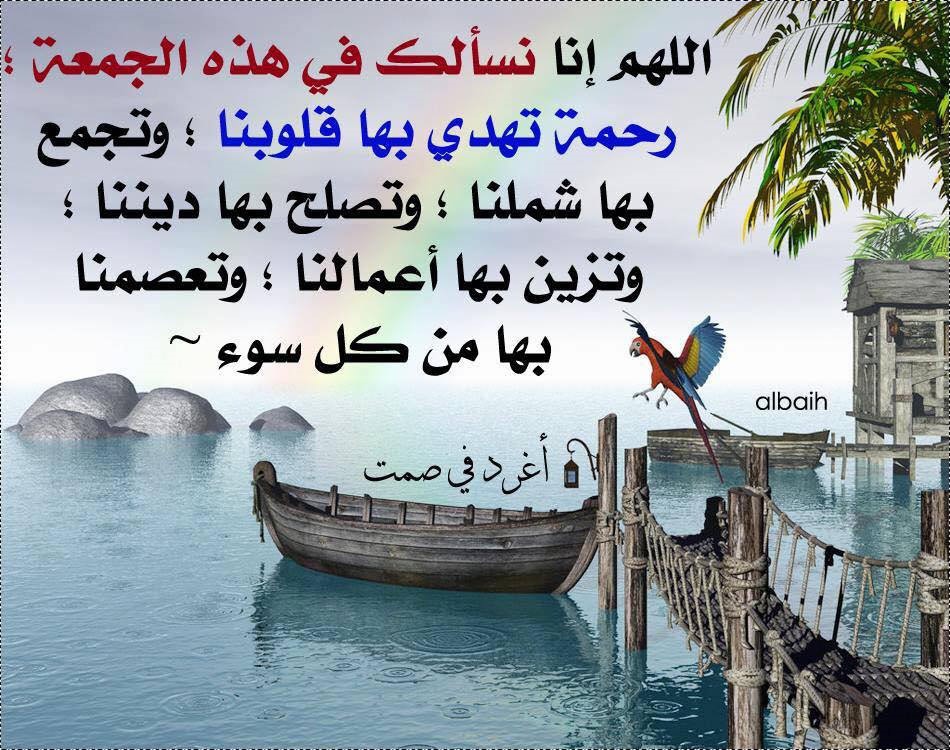 اللهم إنا نسألك في هذه الجمعة ؛
رحمة تهدي بها قلوبنا ؛ وتجمع
بها شملنا ؛ وتصلح بها ديننا ؛
وتزين بها أعمالنا ؛ وتعصمنا
بها من كل سوء ~
albaih
أغرد في صمت